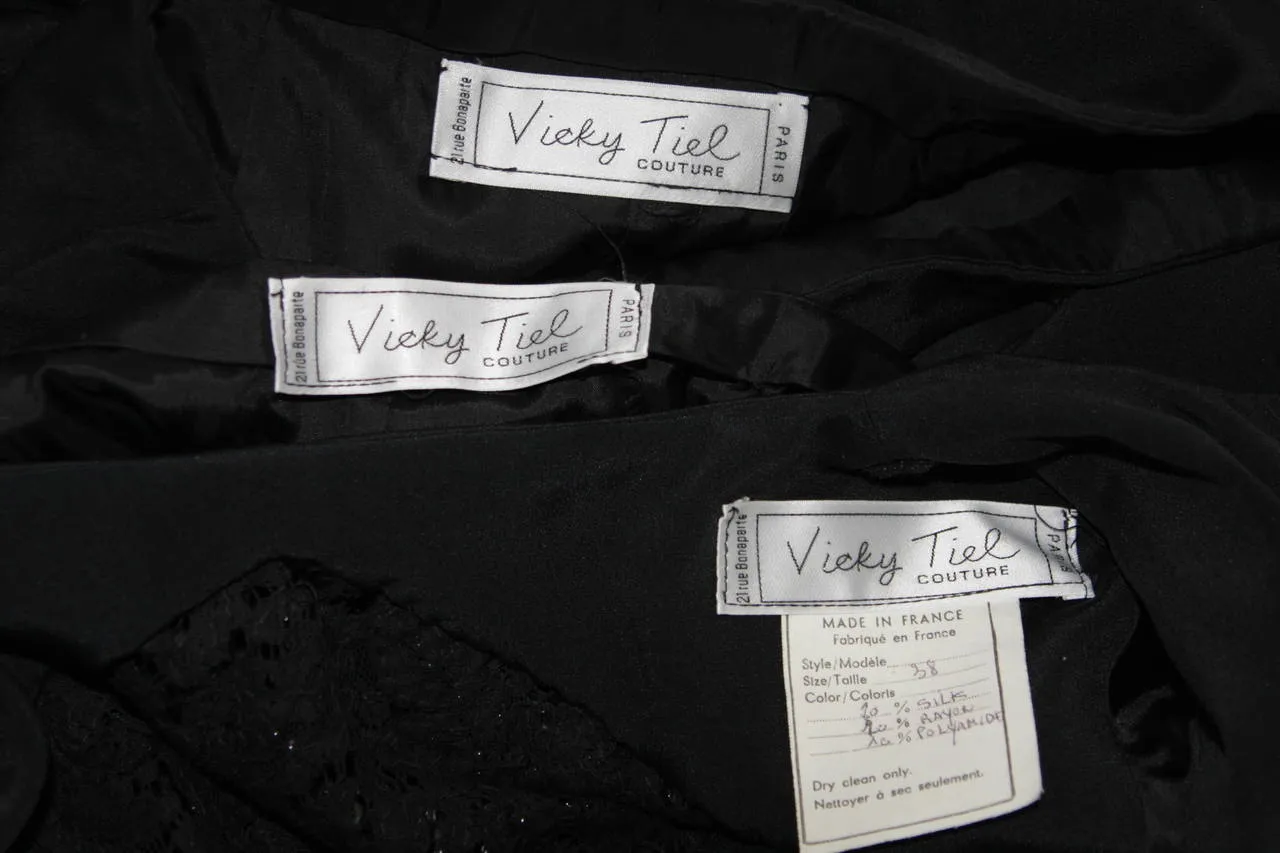 21 rue Bonaparte
Vicky Tiel
COUTURE
PARIS
21 rue Bonaparte
Vicky Tiel
COUTURE
PARIS
21 rue Bonaparte
Vicky Tiel
COUTURE
PARIS
MADE IN FRANCE
Fabriqué en France
Style/Modèle
Size/Taille 38
Color/Coloris
% SILK
% RAYON
% POLYAMIDE
Dry clean only.
Nettoyer à sec seulement.